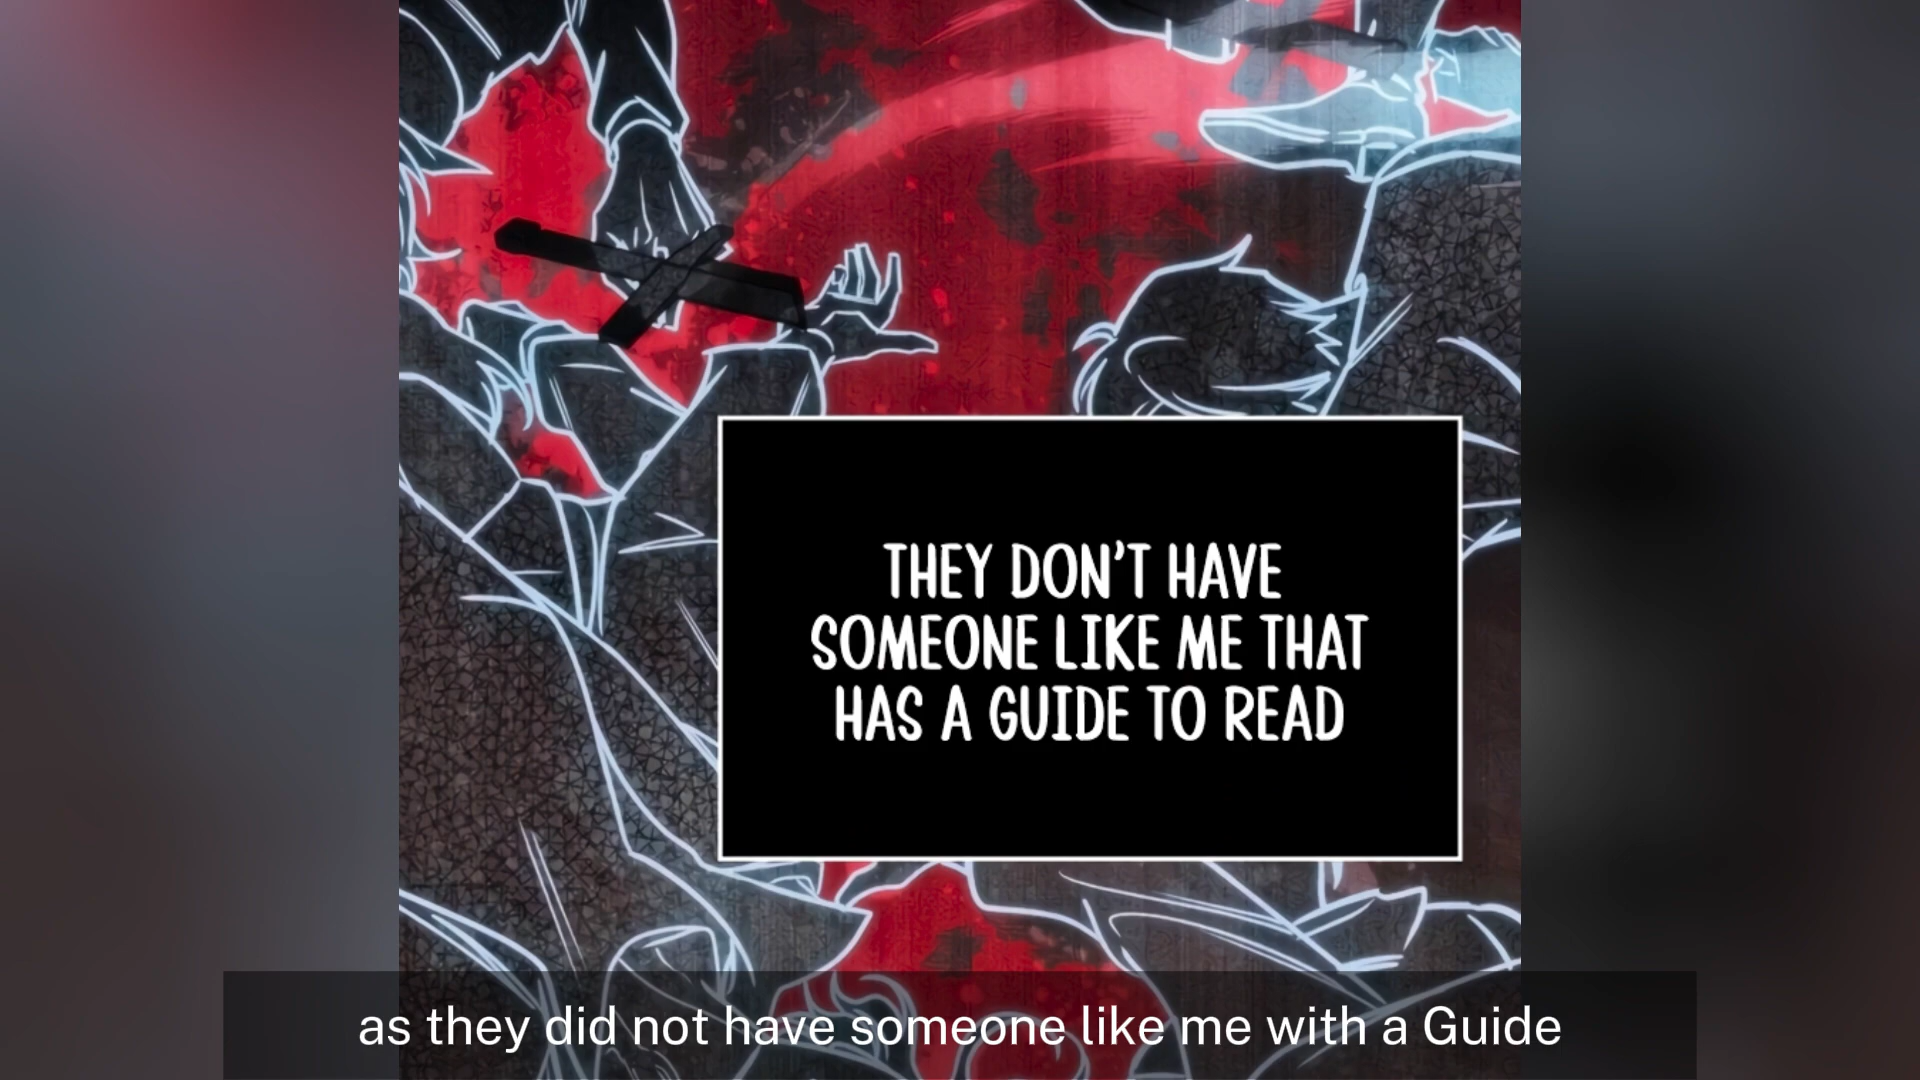 THEY DON'T HAVE
SOMEONE LIKE ME THAT
HAS A GUIDE TO READ
as they did not have someone like me with a Guide